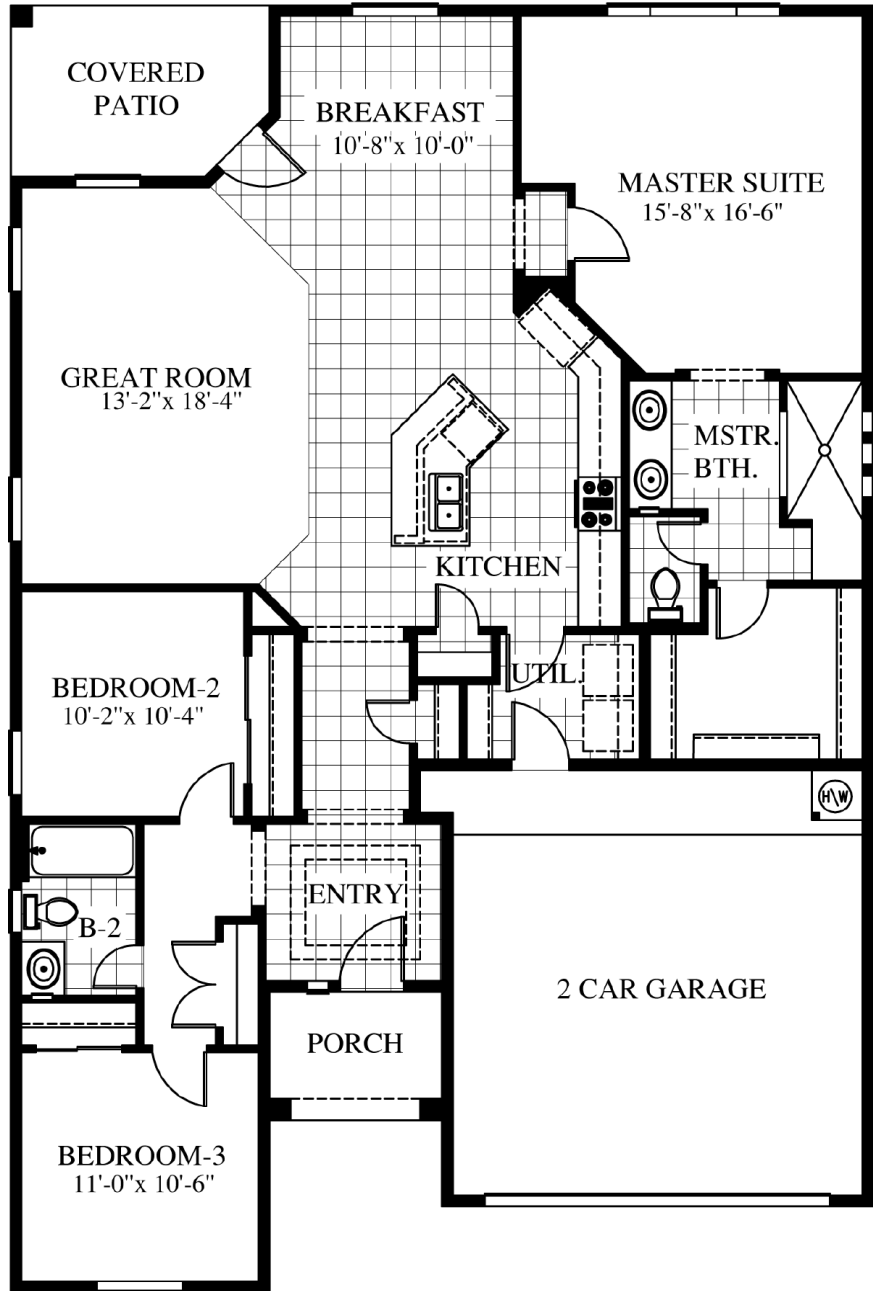 COVERED
PATIO
BREAKFAST
10'-8"x 10'-0"
MASTER SUITE
15'-8"x 16'-6"
GREAT ROOM
13'-2"x 18'-4"
MSTR.
BTH.
KITCHEN
BEDROOM-2
10'-2"x 10'-4"
UTIL.
H\W
ENTRY
B-2
2 CAR GARAGE
PORCH
BEDROOM-3
11'-0"x 10'-6"